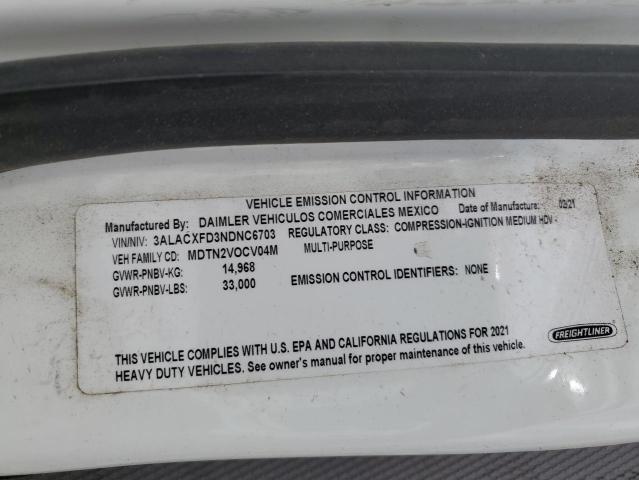 VEHICLE EMISSION CONTROL INFORMATION
Manufactured By: DAIMLER VEHICULOS COMERCIALES MEXICO Date of Manufacture: 02/21
VIN/NIV: 3ALACXFD3NDNC6703 REGULATORY CLASS: COMPRESSION-IGNITION MEDIUM HDV -
VEH FAMILY CD: MDTN2VOCV04M MULTI-PURPOSE
GVWR-PNBV-KG: 14,968
GVWR-PNBV-LBS: 33,000 EMISSION CONTROL IDENTIFIERS: NONE
THIS VEHICLE COMPLIES WITH U.S. EPA AND CALIFORNIA REGULATIONS FOR 2021
HEAVY DUTY VEHICLES. See owner's manual for proper maintenance of this vehicle.
FREIGHTLINER